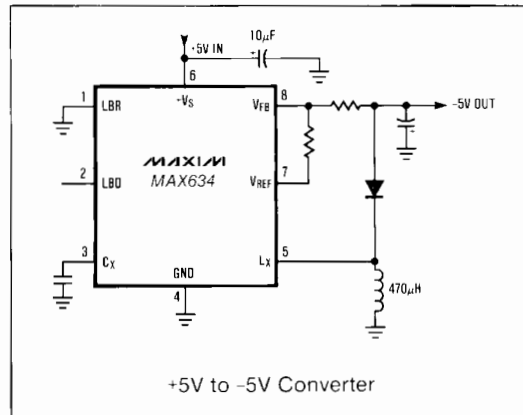 +5V IN
10µF
6
+VS
1
LBR
VFB
8
-5V OUT
MAXIM
MAX634
2
LBD
VREF
7
3
CX
LX
5
GND
4
470µH
+5V to -5V Converter